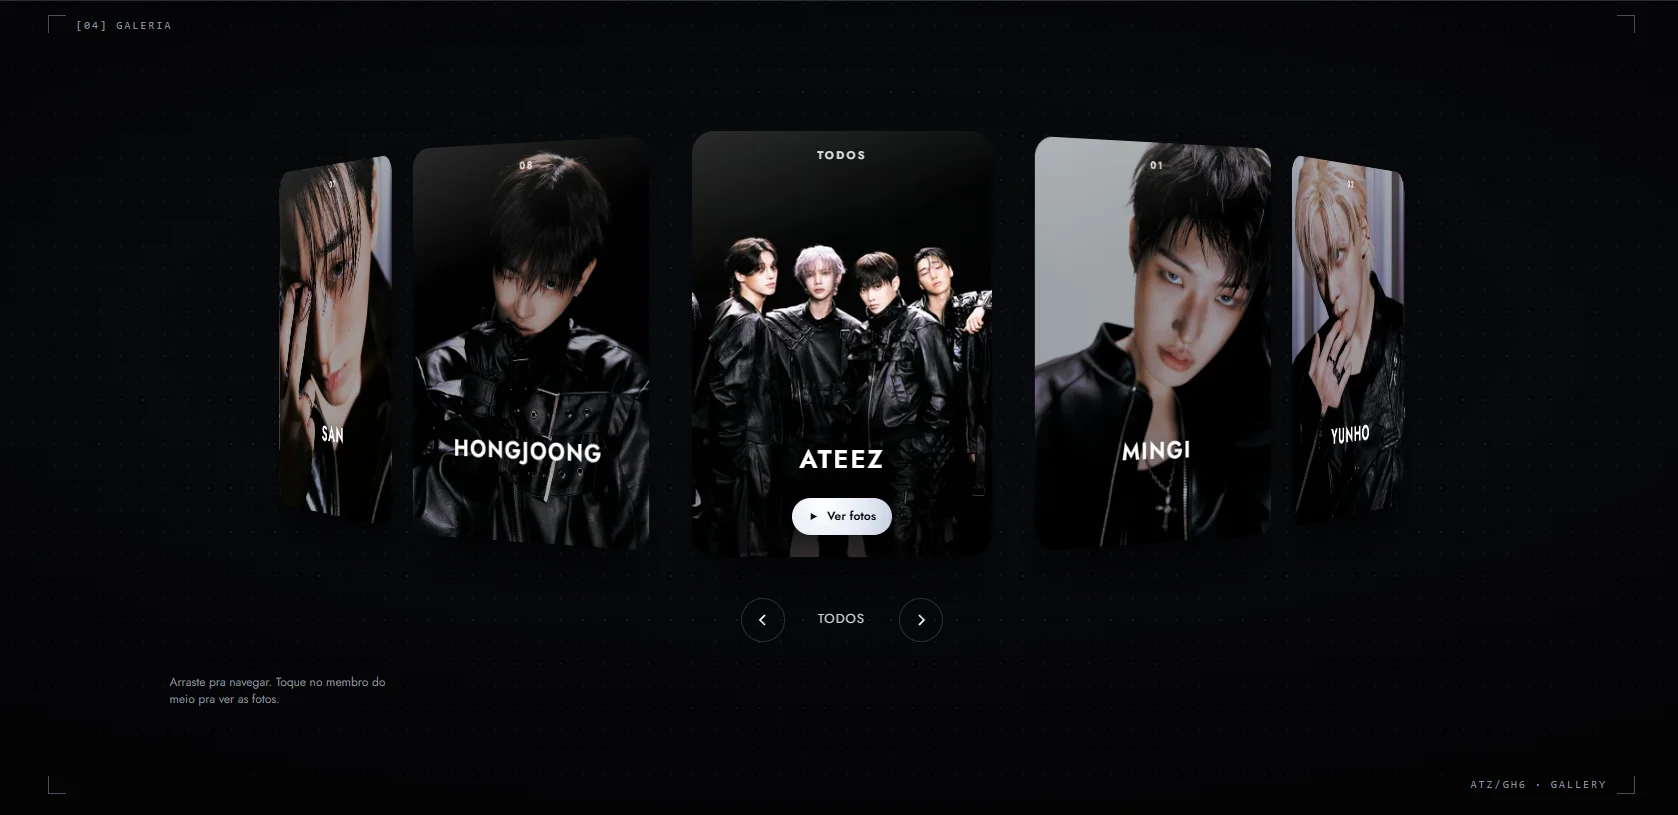 [04] GALERIA
07
SAN
08
HONGJOONG
TODOS
ATEEZ
Ver fotos
01
MINGI
YUNHO
TODOS
Arraste pra navegar. Toque no membro do
meio pra ver as fotos.
ATZ/GH6 • GALLERY